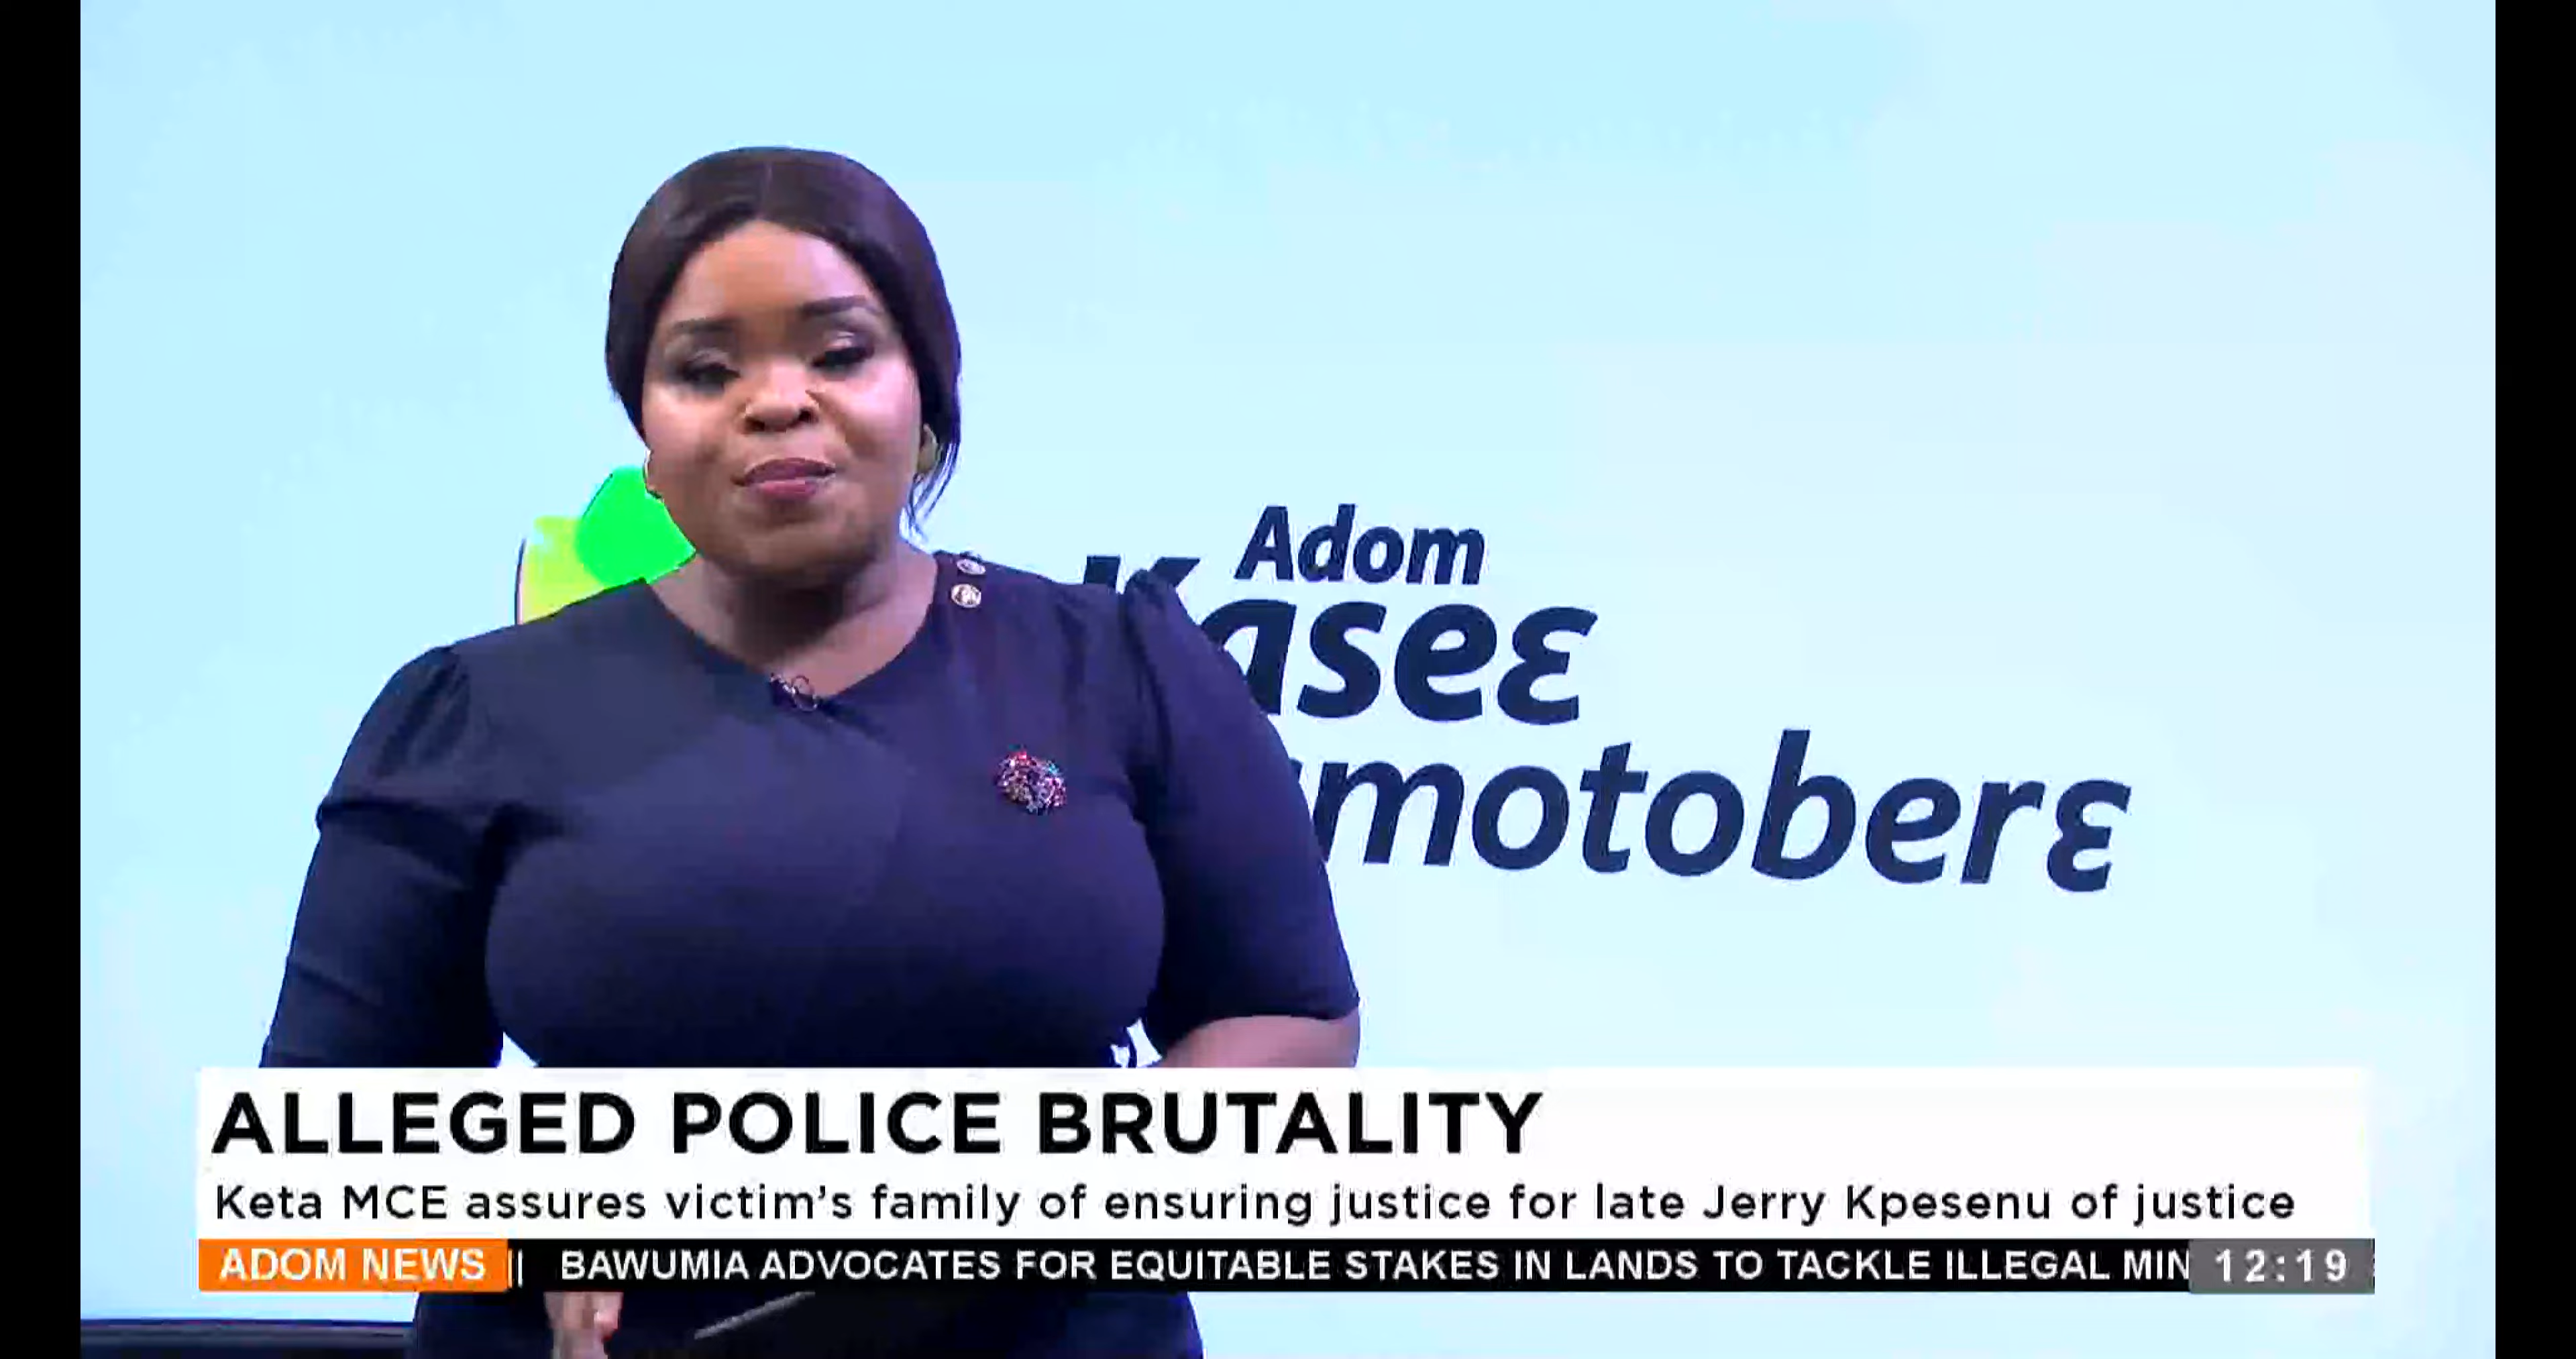 Adom
Kaseɛ
motoberɛ
ALLEGED POLICE BRUTALITY
Keta MCE assures victim's family of ensuring justice for late Jerry Kpesenu of justice
ADOM NEWS || BAWUMIA ADVOCATES FOR EQUITABLE STAKES IN LANDS TO TACKLE ILLEGAL MIN 12:19